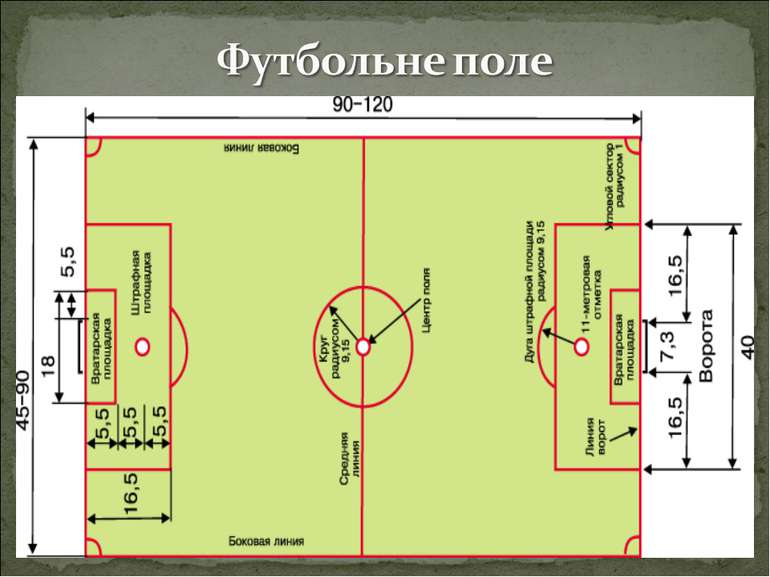 Футбольне поле
90-120
Боковая линия
Угловой сектор
радиусом 1
5,5
Штрафная
площадка
Дуга штрафной площади
радиусом 9,15
11-метровая
отметка
16,5
Центр поля
Вратарская
площадка
Круг
радиусом
9,15
Вратарская
площадка
7,3
Ворота
40
18
45-90
5,5
5,5
5,5
Средняя
линия
Линия
ворот
16,5
16,5
Боковая линия